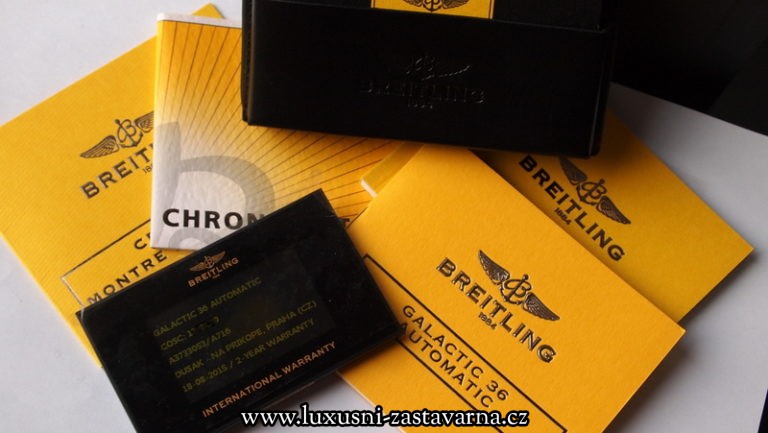 BREITLING
1884
BREITLING
1884
CHRON
MONTRE
BREITLING
1884
BREITLING
1884
GALACTIC 36
AUTOMATIC
BREITLING
1884
GALACTIC 36 AUTOMATIC
COSC:
A3733053/A716
DUSAK : NA PRIKOPE, PRAHA (CZ)
18-08-2015 / 2-YEAR WARRANTY
INTERNATIONAL WARRANTY
www.luxusni-zastavarna.cz